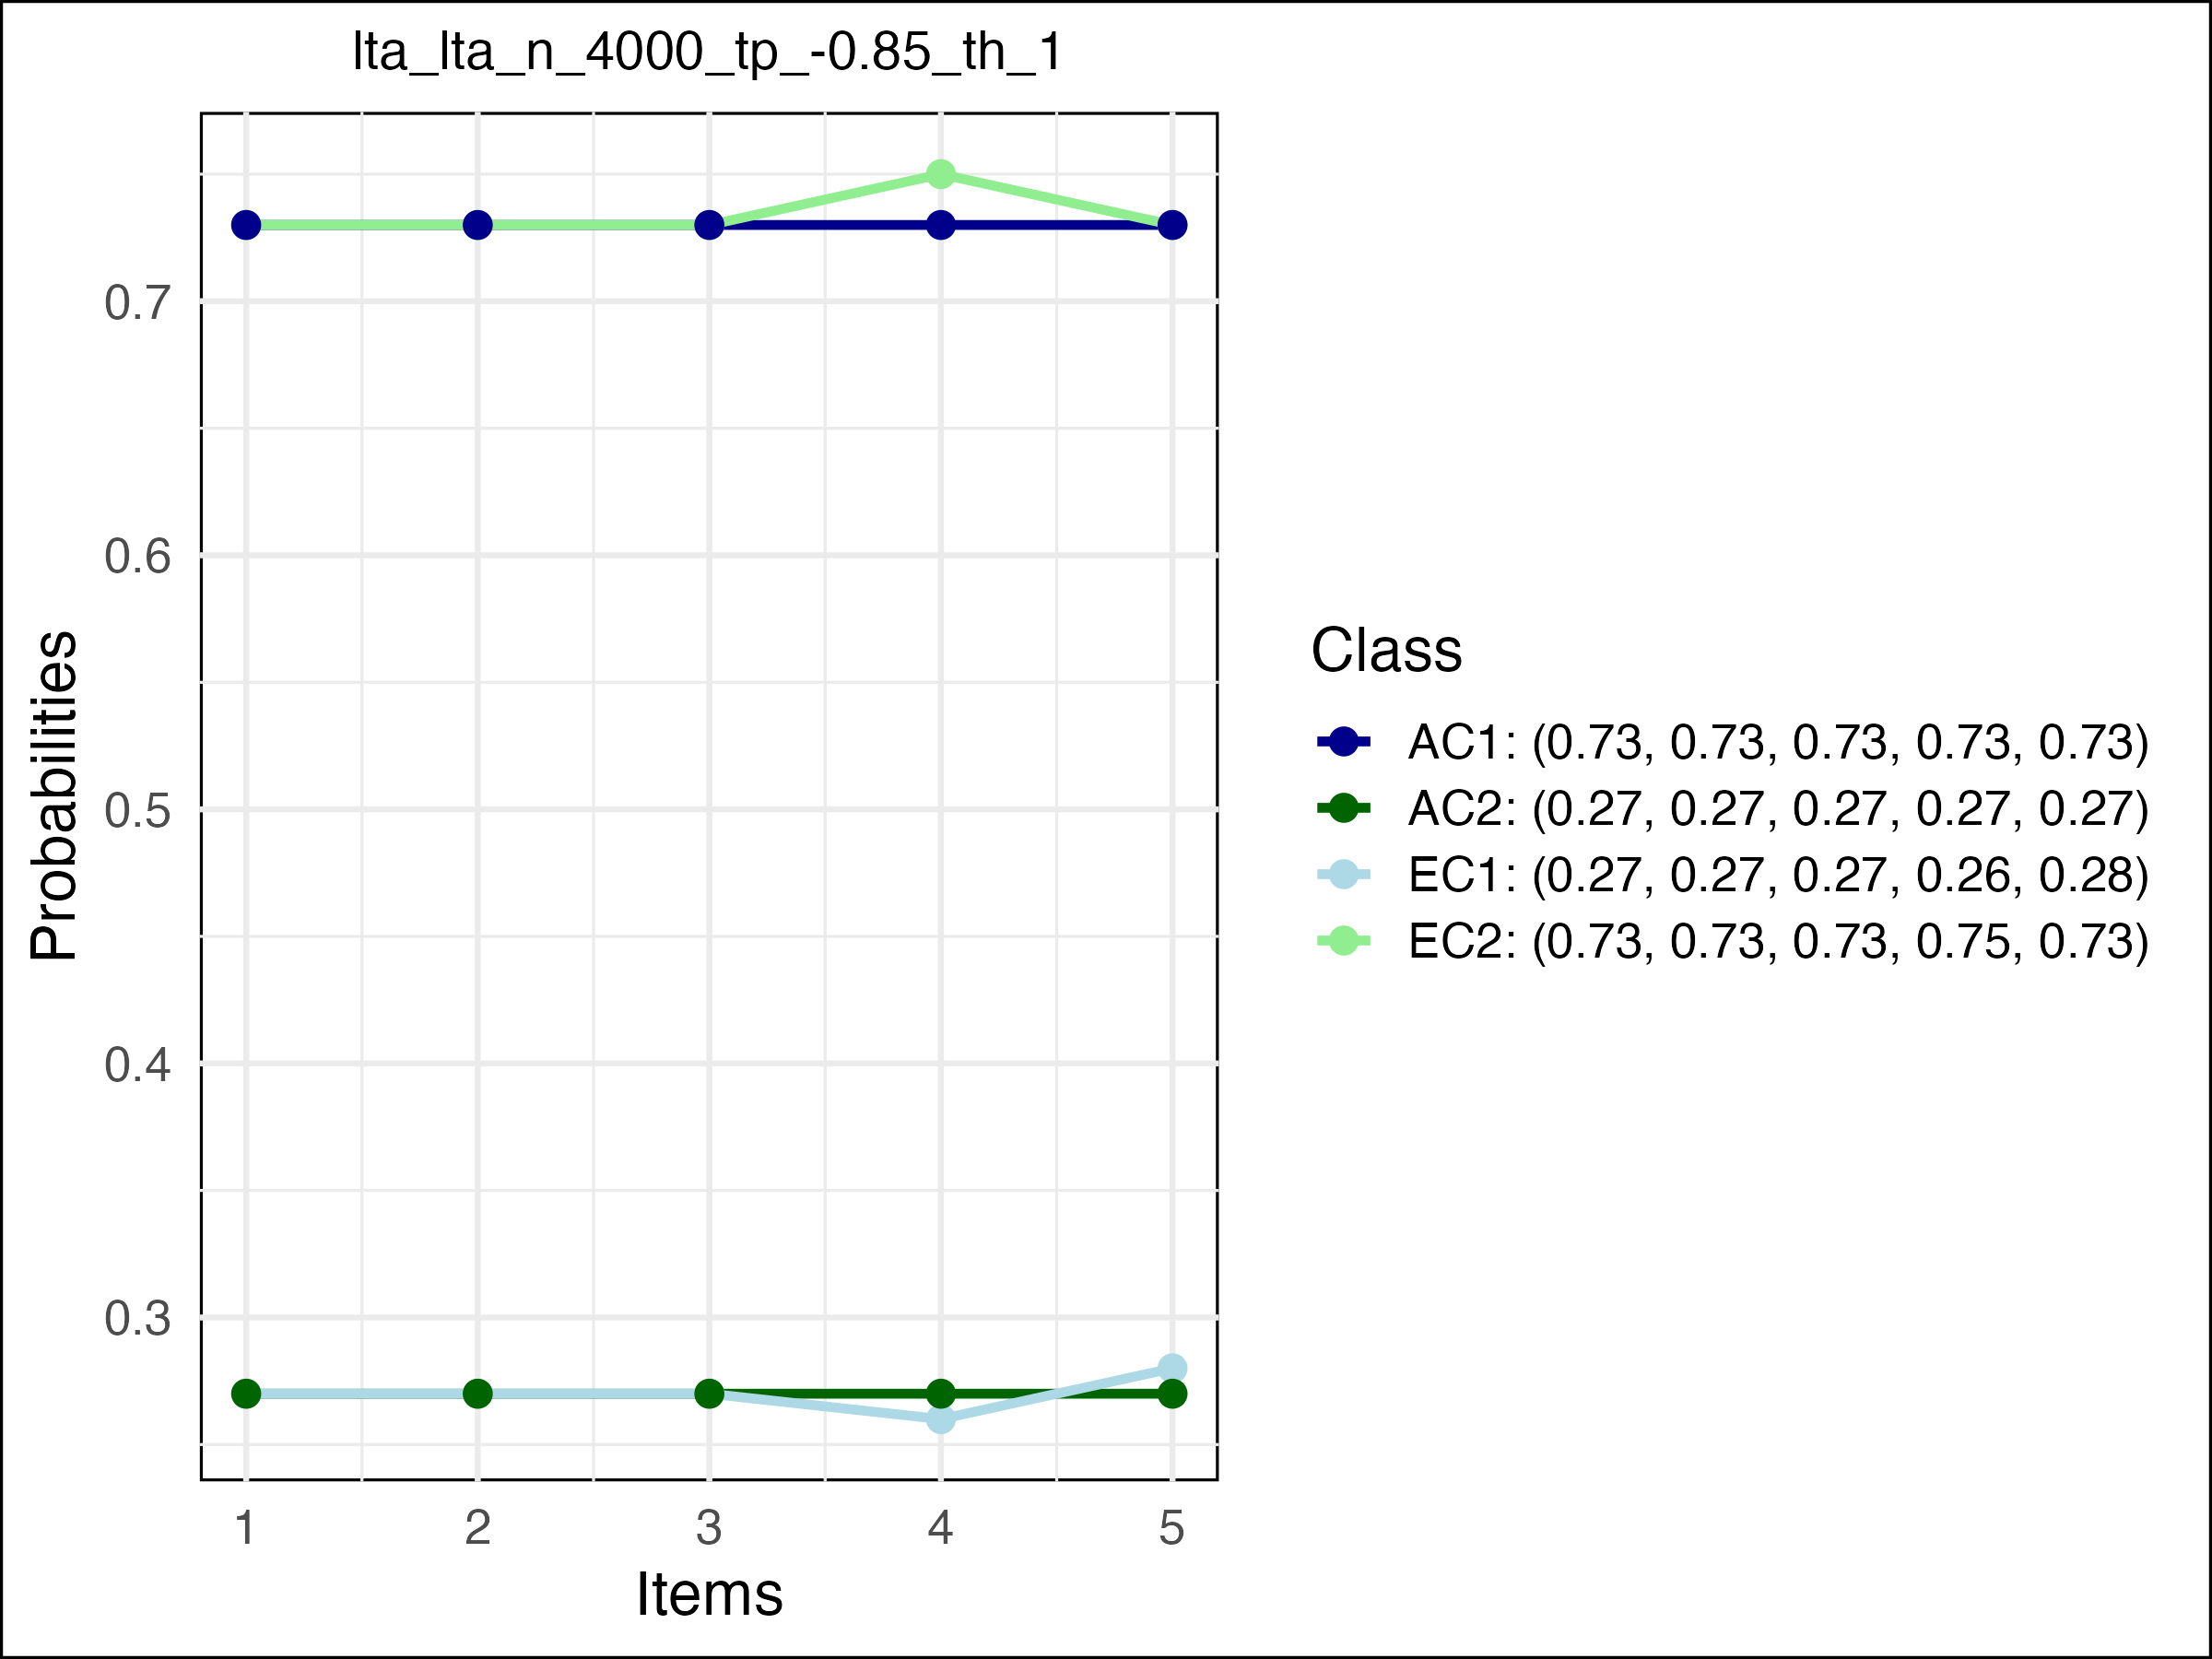 lta_lta_n_4000_tp_-0.85_th_1
Probabilities
0.7
0.6
0.5
0.4
0.3
1 2 3 4 5
Items
Class
AC1: (0.73, 0.73, 0.73, 0.73, 0.73)
AC2: (0.27, 0.27, 0.27, 0.27, 0.27)
EC1: (0.27, 0.27, 0.27, 0.26, 0.28)
EC2: (0.73, 0.73, 0.73, 0.75, 0.73)